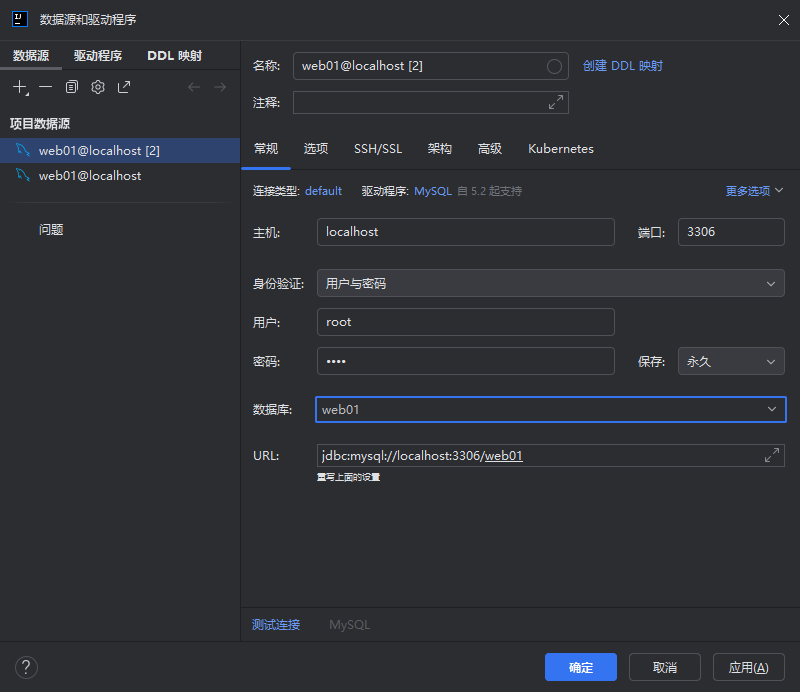 数据源和驱动程序
数据源 驱动程序 DDL 映射
项目数据源
web01@localhost [2]
web01@localhost
问题
名称: web01@localhost [2] 创建 DDL 映射
注释:
常规 选项 SSH/SSL 架构 高级 Kubernetes
连接类型: default 驱动程序: MySQL 自 5.2 起支持 更多选项
主机: localhost 端口: 3306
身份验证: 用户与密码
用户: root
密码: •••• 保存: 永久
数据库: web01
URL: jdbc:mysql://localhost:3306/web01
重写上面的设置
测试连接 MySQL
? 确定 取消 应用(A)